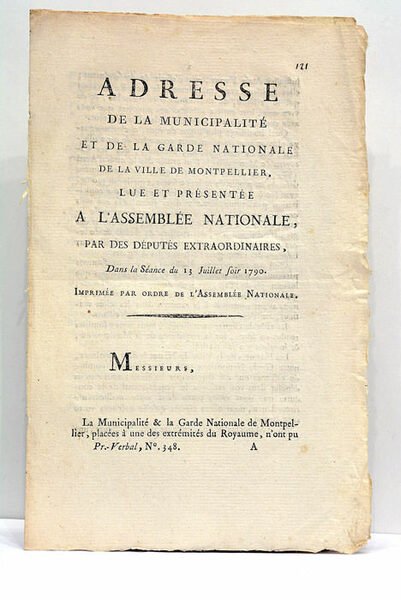 121
ADRESSE
DE LA MUNICIPALITÉ
ET DE LA GARDE NATIONALE
DE LA VILLE DE MONTPELLIER,
LUE ET PRÉSENTÉE
A L'ASSEMBLÉE NATIONALE,
PAR DES DÉPUTÉS EXTRAORDINAIRES,
Dans la Séance du 13 Juillet soir 1790.
IMPRIMÉE PAR ORDRE DE L'ASSEMBLÉE NATIONALE.
MESSIEURS,
La Municipalité & la Garde Nationale de Montpel-
lier, placées à une des extrémités du Royaume, n'ont pu
Pr.-Verbal, N°. 348. A